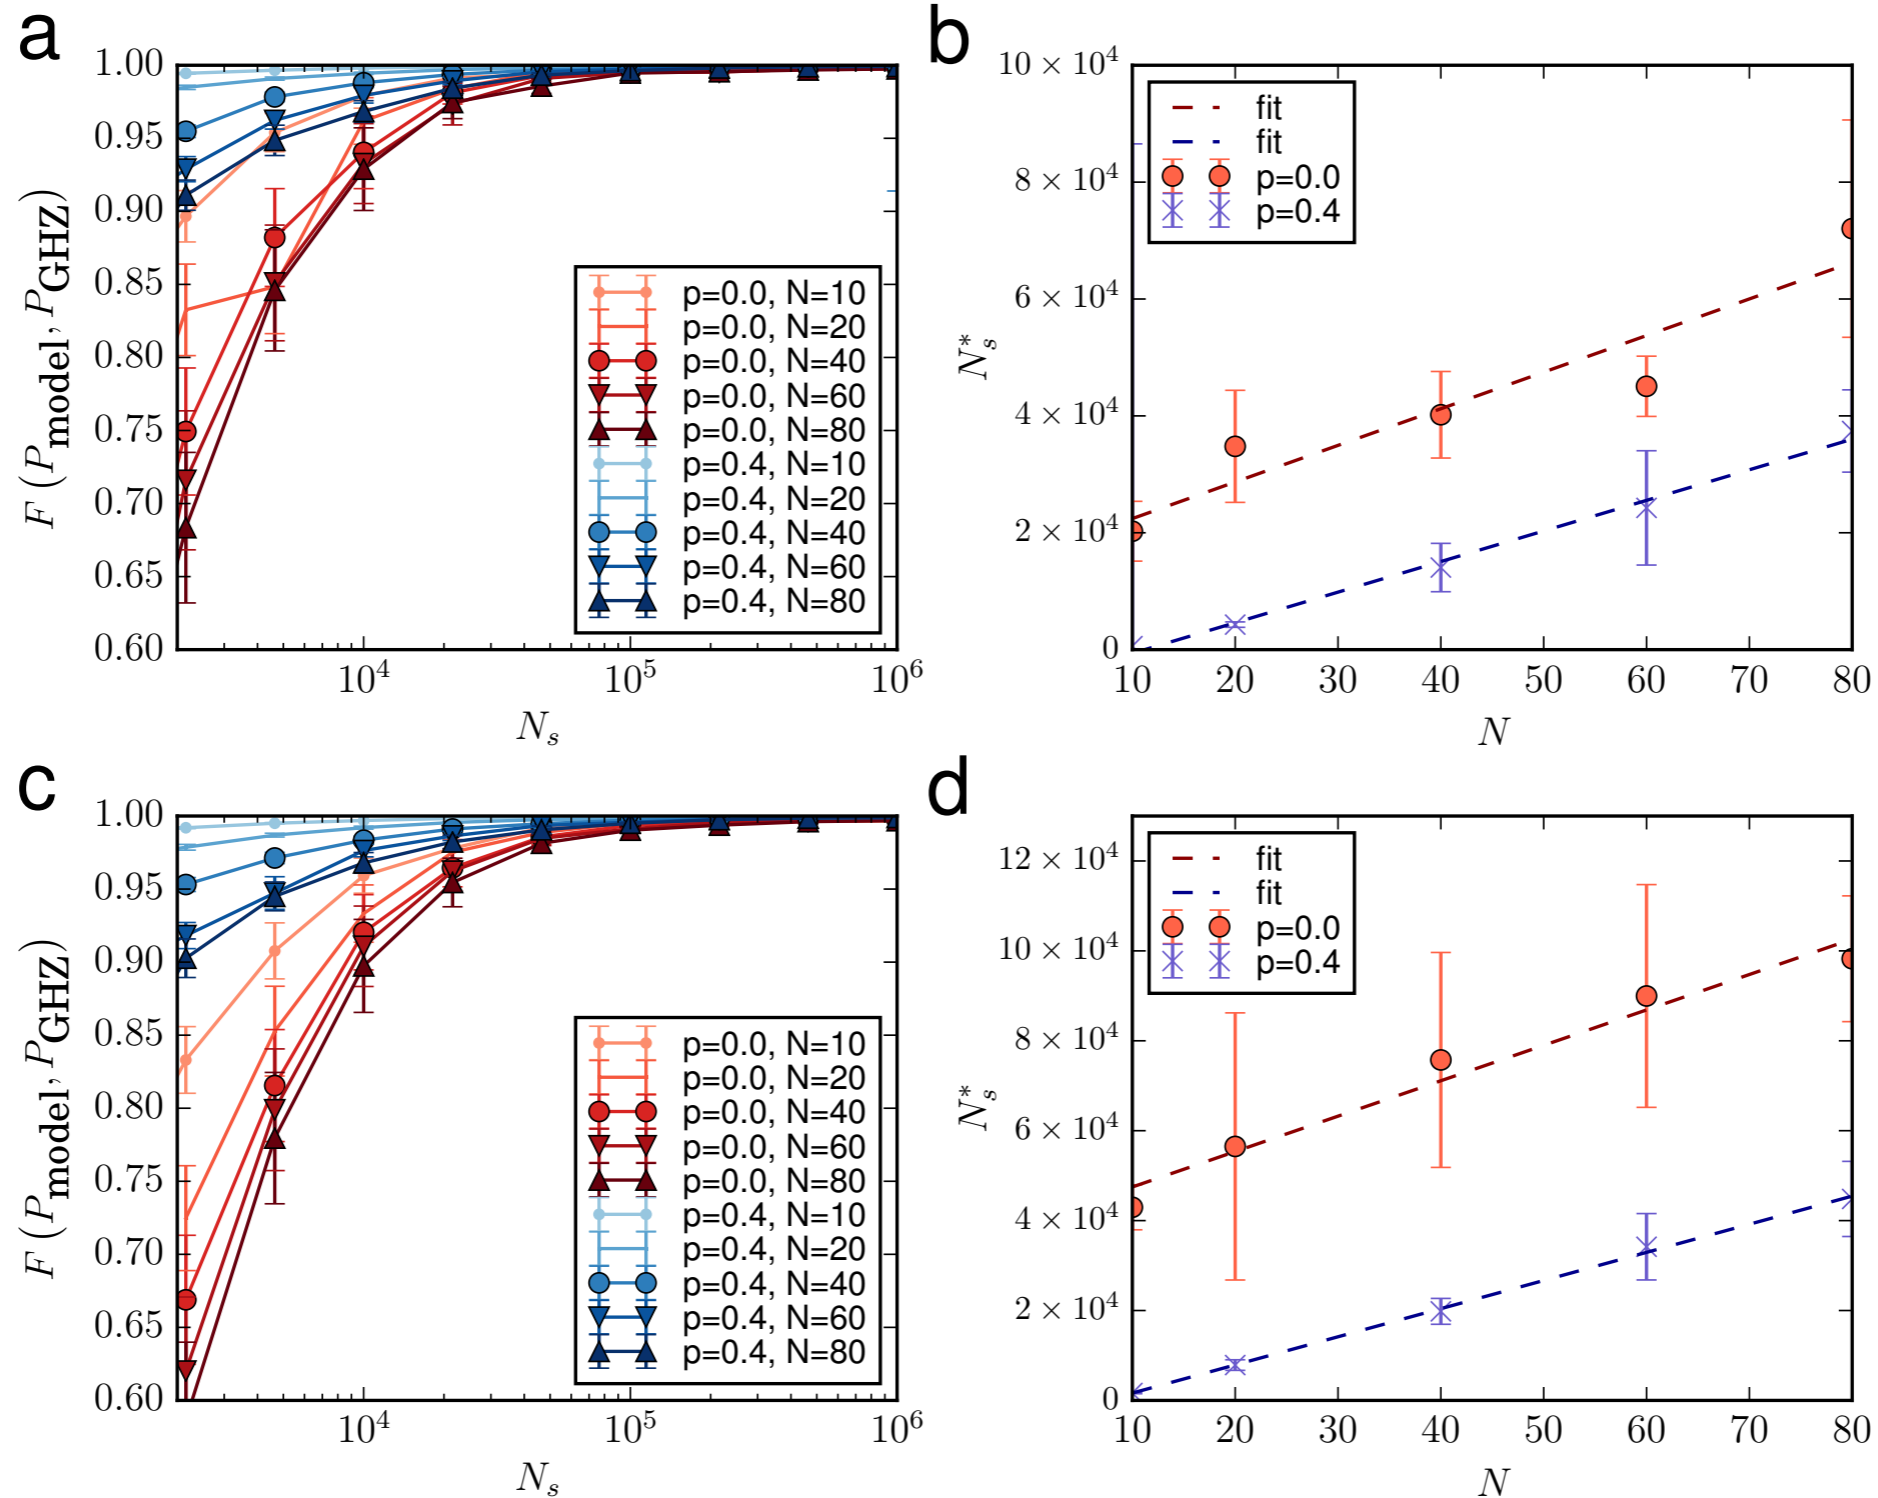 a
1.00
0.95
0.90
0.85
0.80
0.75
0.70
0.65
0.60
F (P_model, P_GHZ)
10^4
10^5
10^6
N_s
p=0.0, N=10
p=0.0, N=20
p=0.0, N=40
p=0.0, N=60
p=0.0, N=80
p=0.4, N=10
p=0.4, N=20
p=0.4, N=40
p=0.4, N=60
p=0.4, N=80
b
10 × 10^4
8 × 10^4
6 × 10^4
4 × 10^4
2 × 10^4
0
N_s^*
10 20 30 40 50 60 70 80
N
fit
fit
p=0.0
p=0.4
c
1.00
0.95
0.90
0.85
0.80
0.75
0.70
0.65
0.60
F (P_model, P_GHZ)
10^4
10^5
10^6
N_s
p=0.0, N=10
p=0.0, N=20
p=0.0, N=40
p=0.0, N=60
p=0.0, N=80
p=0.4, N=10
p=0.4, N=20
p=0.4, N=40
p=0.4, N=60
p=0.4, N=80
d
12 × 10^4
10 × 10^4
8 × 10^4
6 × 10^4
4 × 10^4
2 × 10^4
0
N_s^*
10 20 30 40 50 60 70 80
N
fit
fit
p=0.0
p=0.4